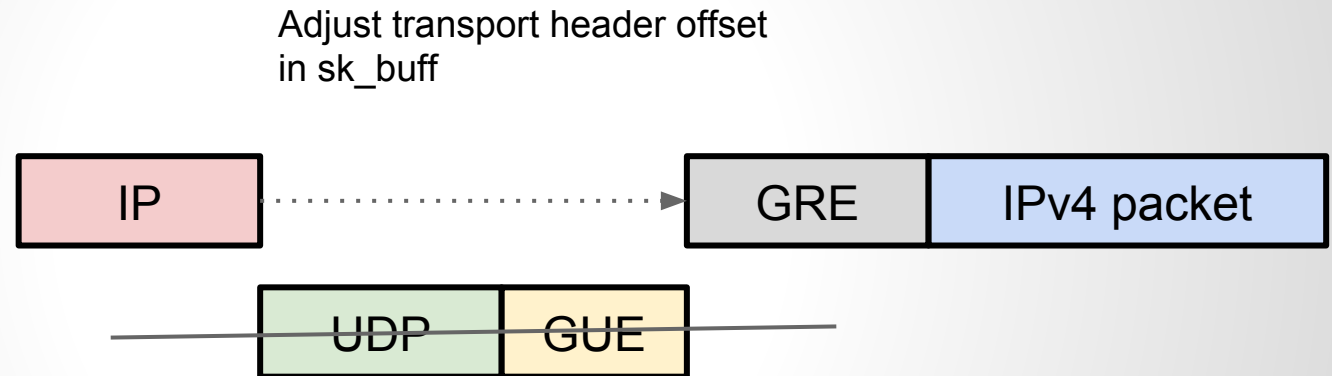 Adjust transport header offset
in sk_buff
IP
GRE
IPv4 packet
UDP
GUE